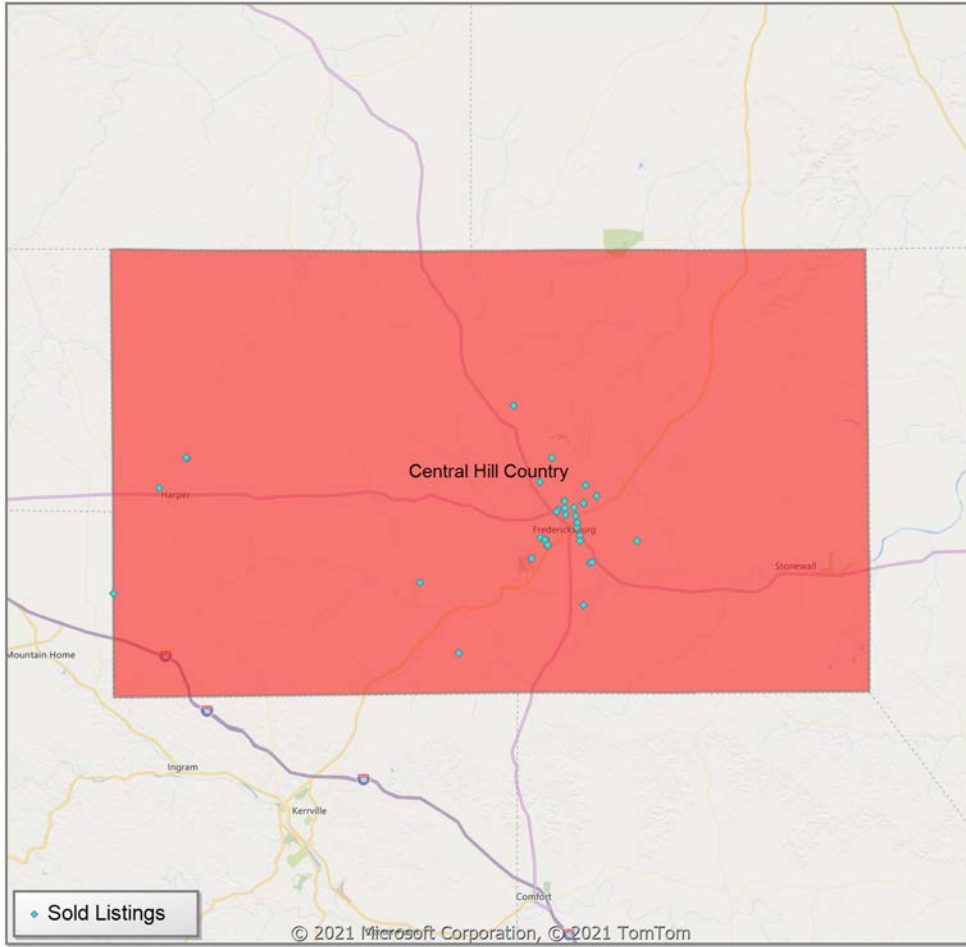 Central Hill Country
Harper
Fredericksburg
Stonewall
Mountain Home
Ingram
Kerrville
Comfort
Sold Listings
© 2021 Microsoft Corporation, © 2021 TomTom